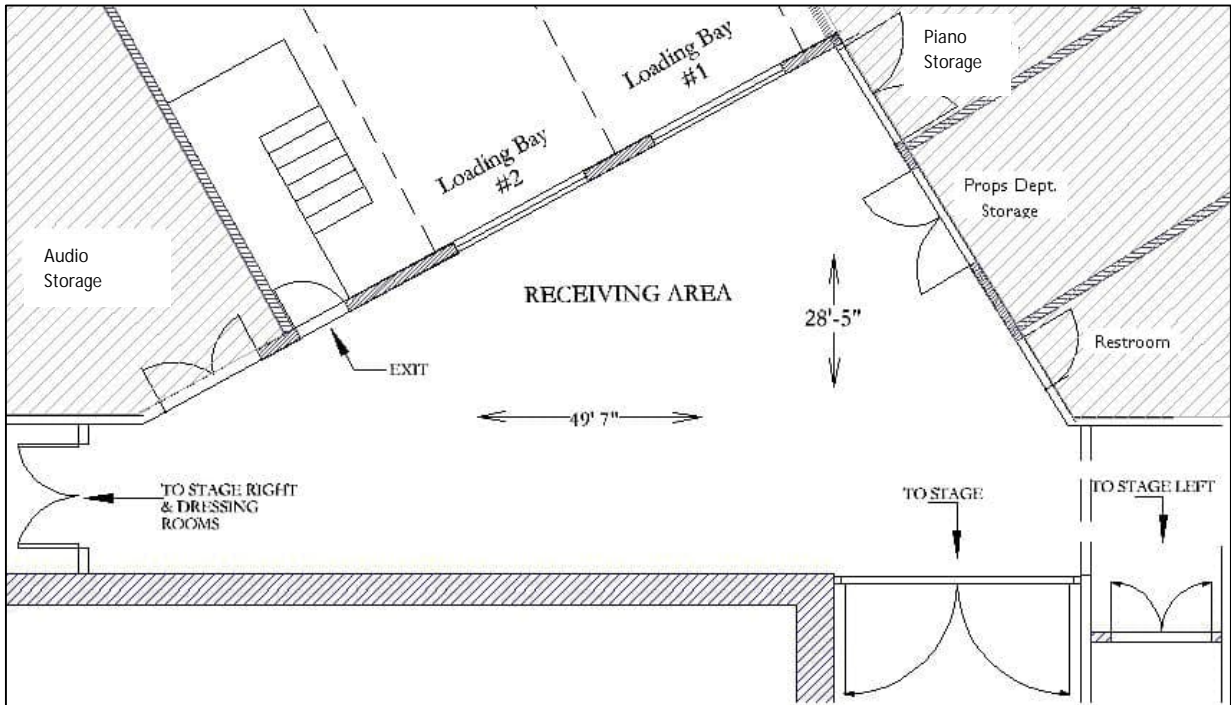 Piano
Storage
Loading Bay
#1
Loading Bay
#2
Props Dept.
Storage
Audio
Storage
RECEIVING AREA
28'-5"
Restroom
EXIT
49' 7"
TO STAGE RIGHT
& DRESSING
ROOMS
TO STAGE
TO STAGE LEFT